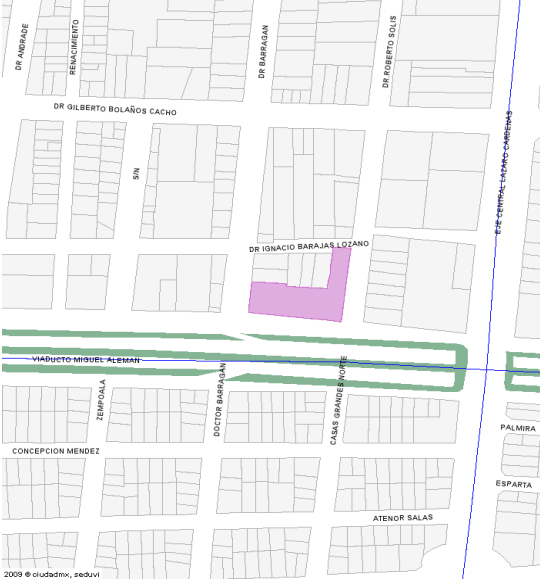 DR ANDRADE
RENACIMIENTO
DR BARRAGAN
DR ROBERTO SOLIS
DR GILBERTO BOLAÑOS CACHO
S/N
EJE CENTRAL LAZARO CARDENAS
DR IGNACIO BARAJAS LOZANO
VIADUCTO MIGUEL ALEMAN
ZEMPOALA
DOCTOR BARRAGAN
CASAS GRANDES NORTE
PALMIRA
CONCEPCION MENDEZ
ESPARTA
ATENOR SALAS
2009 © ciudadmx, seduvi